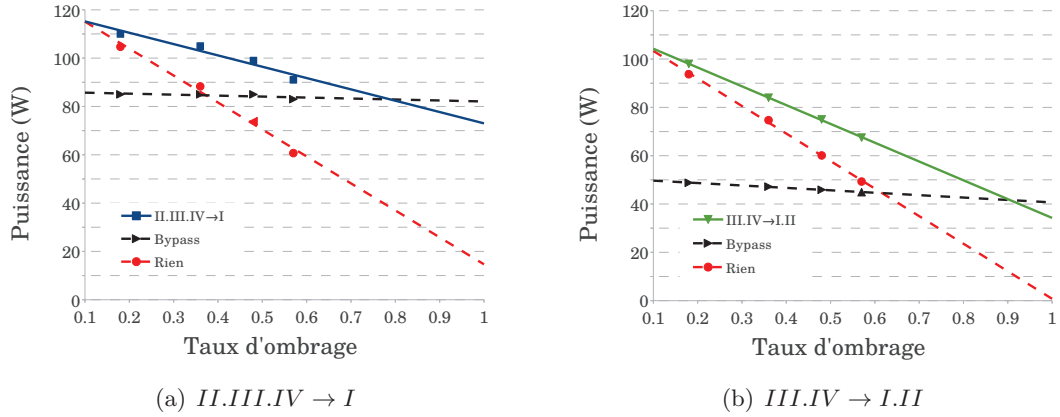 120
100
80
60
40
20
0
Puissance (W)
II.III.IV→I
Bypass
Rien
0.1 0.2 0.3 0.4 0.5 0.6 0.7 0.8 0.9 1
Taux d'ombrage
(a) II.III.IV → I
120
100
80
60
40
20
0
Puissance (W)
III.IV→I.II
Bypass
Rien
0.1 0.2 0.3 0.4 0.5 0.6 0.7 0.8 0.9 1
Taux d'ombrage
(b) III.IV → I.II